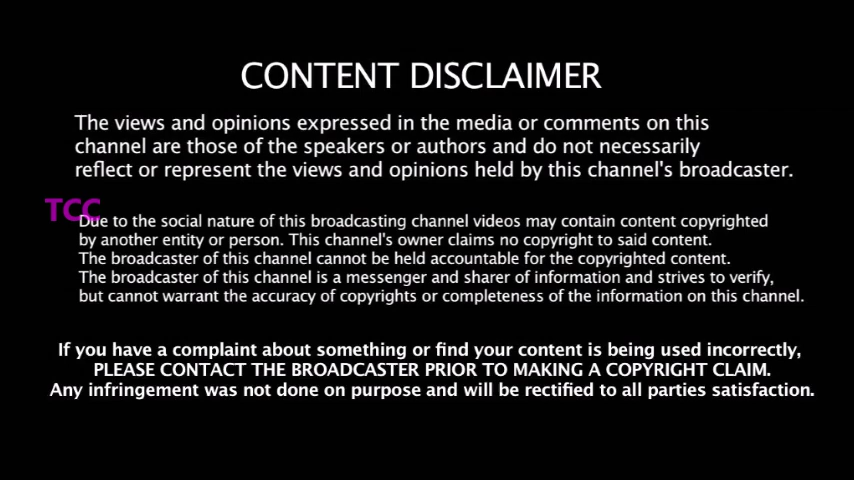 CONTENT DISCLAIMER
The views and opinions expressed in the media or comments on this
channel are those of the speakers or authors and do not necessarily
reflect or represent the views and opinions held by this channel's broadcaster.
TCC
Due to the social nature of this broadcasting channel videos may contain content copyrighted
by another entity or person. This channel's owner claims no copyright to said content.
The broadcaster of this channel cannot be held accountable for the copyrighted content.
The broadcaster of this channel is a messenger and sharer of information and strives to verify,
but cannot warrant the accuracy of copyrights or completeness of the information on this channel.
If you have a complaint about something or find your content is being used incorrectly,
PLEASE CONTACT THE BROADCASTER PRIOR TO MAKING A COPYRIGHT CLAIM.
Any infringement was not done on purpose and will be rectified to all parties satisfaction.